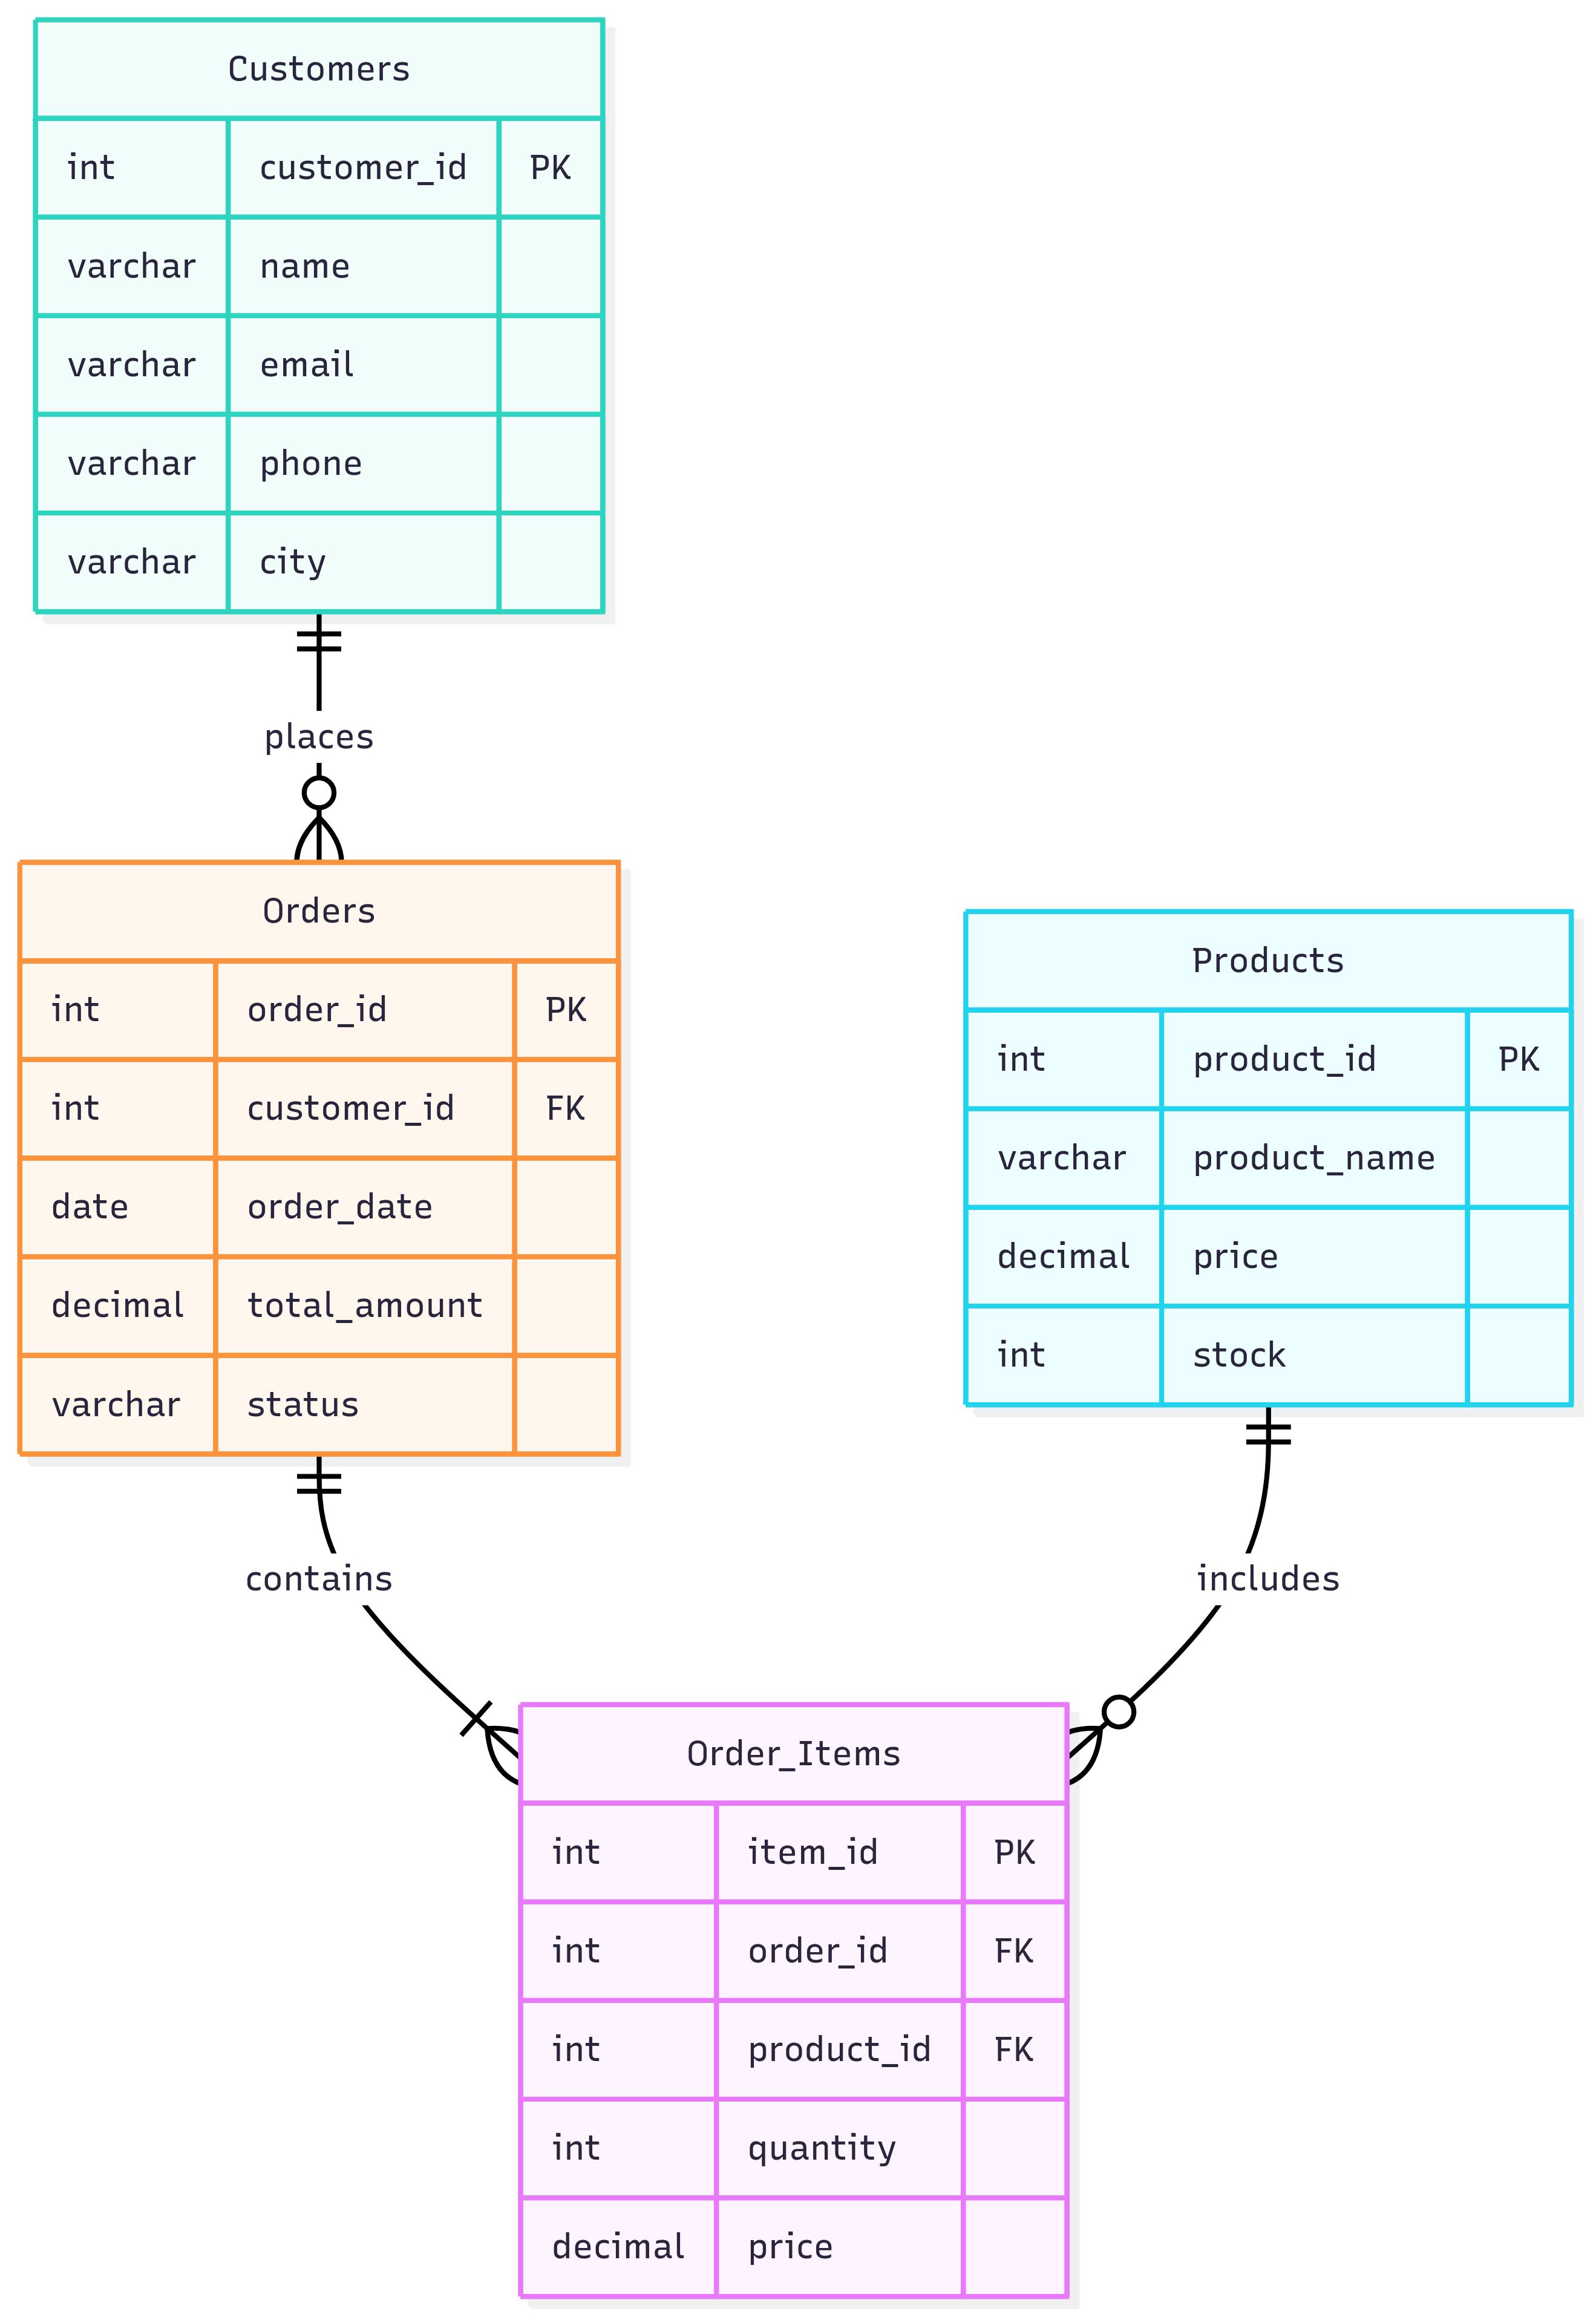 Customers
int customer_id PK
varchar name
varchar email
varchar phone
varchar city
places
Orders
int order_id PK
int customer_id FK
date order_date
decimal total_amount
varchar status
Products
int product_id PK
varchar product_name
decimal price
int stock
contains
includes
Order_Items
int item_id PK
int order_id FK
int product_id FK
int quantity
decimal price